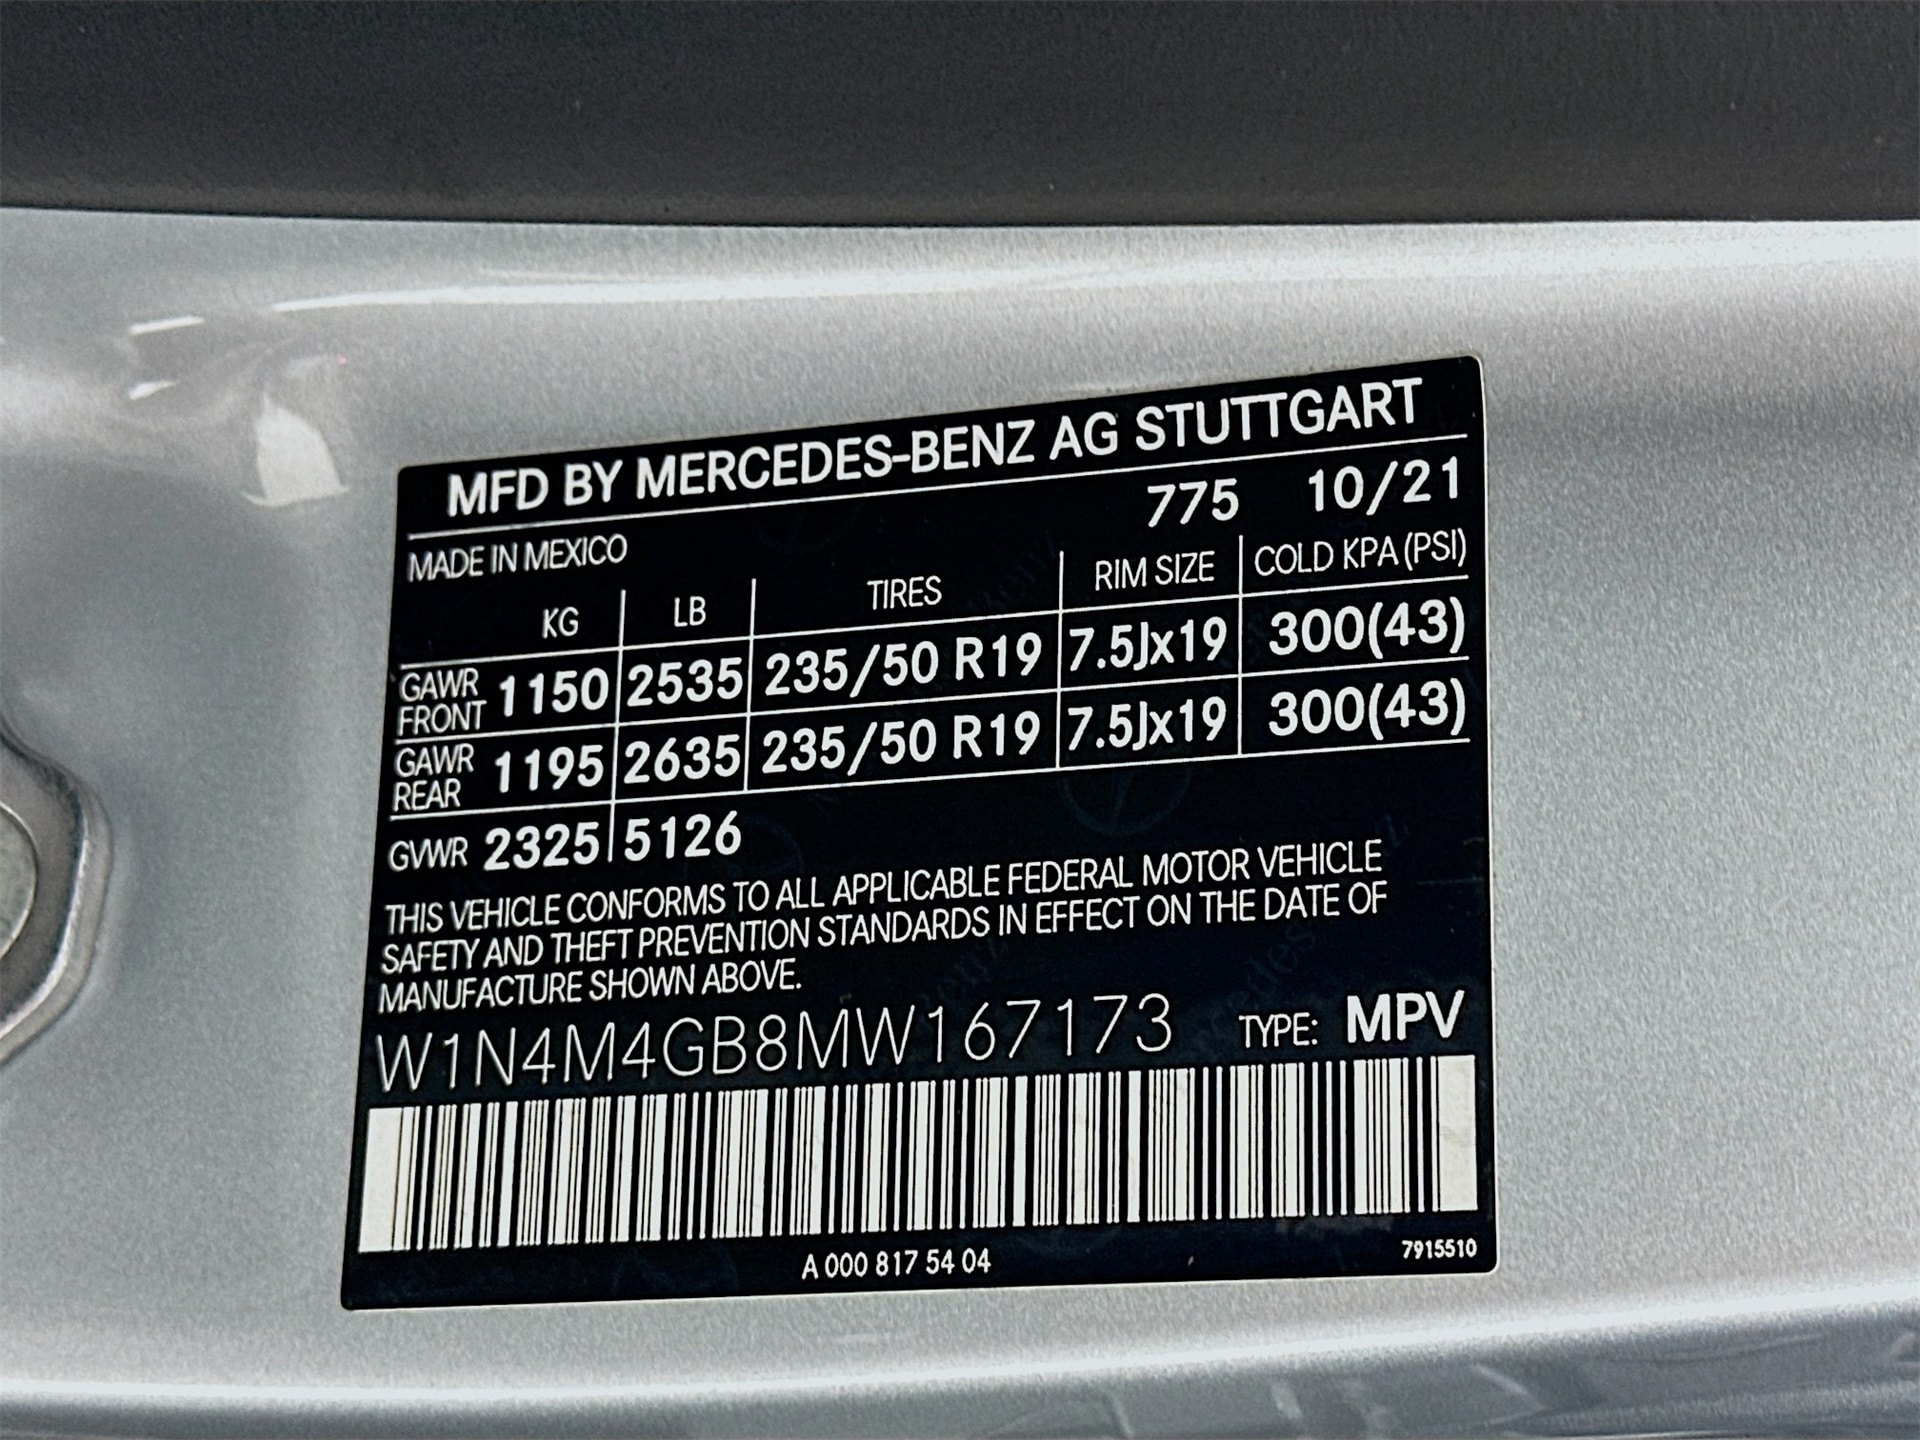 MFD BY MERCEDES-BENZ AG STUTTGART
775 10/21
MADE IN MEXICO
KG LB TIRES RIM SIZE COLD KPA (PSI)
GAWR FRONT 1150 2535 235/50 R19 7.5Jx19 300(43)
GAWR REAR 1195 2635 235/50 R19 7.5Jx19 300(43)
GVWR 2325 5126
THIS VEHICLE CONFORMS TO ALL APPLICABLE FEDERAL MOTOR VEHICLE
SAFETY AND THEFT PREVENTION STANDARDS IN EFFECT ON THE DATE OF
MANUFACTURE SHOWN ABOVE.
W1N4M4GB8MW167173 TYPE: MPV
A 000 817 54 04
7915510